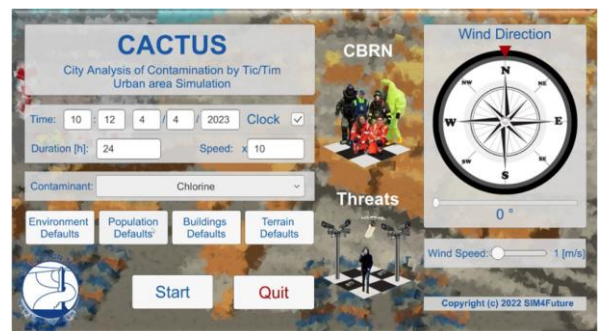 CACTUS
City Analysis of Contamination by Tic/Tim
Urban area Simulation
Time: 10 : 12 4 / 4 / 2023 Clock
Duration [h]: 24 Speed: x 10
Contaminant: Chlorine
Environment Defaults
Population Defaults
Buildings Defaults
Terrain Defaults
Start Quit
CBRN
Threats
Wind Direction
N
NW NE
W E
SW SE
S
0 °
Wind Speed: 1 [m/s]
Copyright (c) 2022 SIM4Future